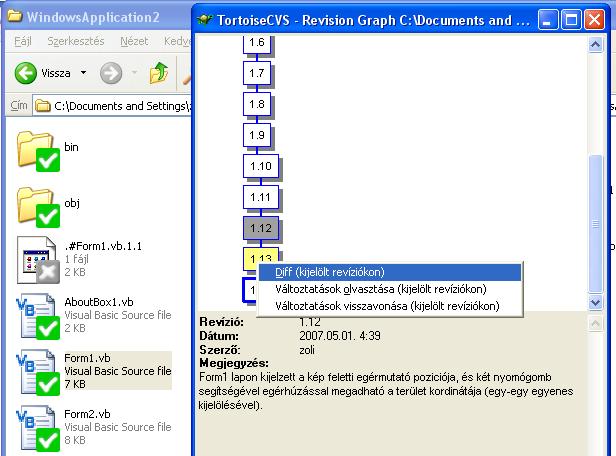 WindowsApplication2
Fájl Szerkesztés Nézet Kedve
Vissza
Cím C:\Documents and Settings\
bin
obj
.#Form1.vb.1.1
1 fájl
2 KB
AboutBox1.vb
Visual Basic Source file
2 KB
Form1.vb
Visual Basic Source file
7 KB
Form2.vb
Visual Basic Source file
8 KB
TortoiseCVS - Revision Graph C:\Documents and ...
1.6
1.7
1.8
1.9
1.10
1.11
1.12
1.13
1
Diff (kijelölt revíziókon)
Változtatások olvasztása (kijelölt revíziókon)
Változtatások visszavonása (kijelölt revíziókon)
Revízió: 1.12
Dátum: 2007.05.01. 4:39
Szerző: zoli
Megjegyzés:
Form1 lapon kijelzett a kép feletti egérmutató poziciója, és két nyomógomb
segítségével egérhúzással megadható a terület kordinátája (egy-egy egyenes
kijelölésével).